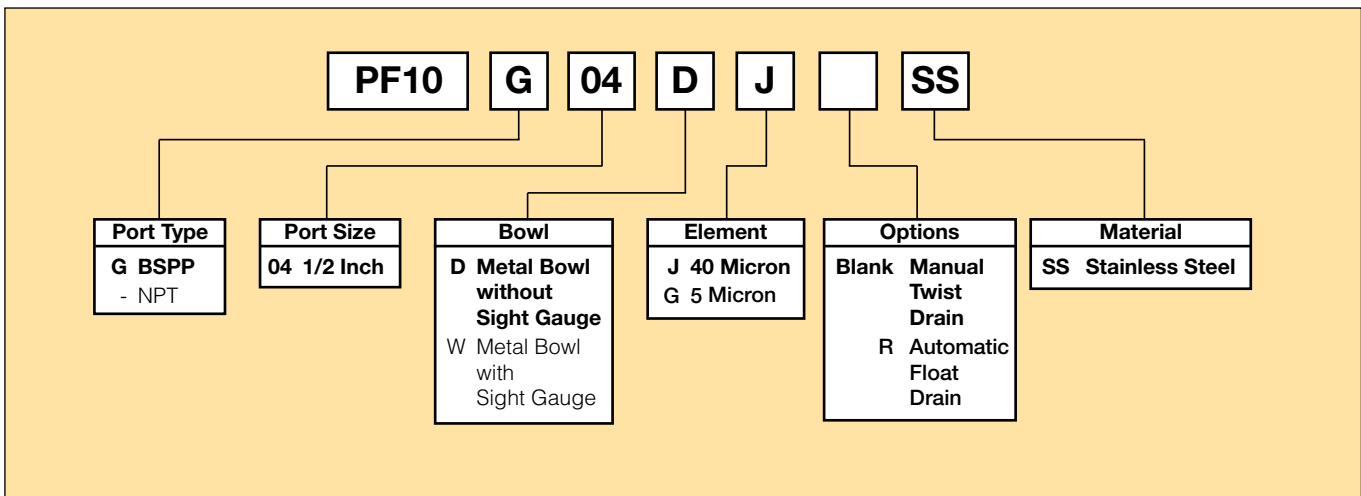 PF10 G 04 D J SS
Port Type
G BSPP
- NPT
Port Size
04 1/2 Inch
Bowl
D Metal Bowl
without
Sight Gauge
W Metal Bowl
with
Sight Gauge
Element
J 40 Micron
G 5 Micron
Options
Blank Manual
Twist
Drain
R Automatic
Float
Drain
Material
SS Stainless Steel